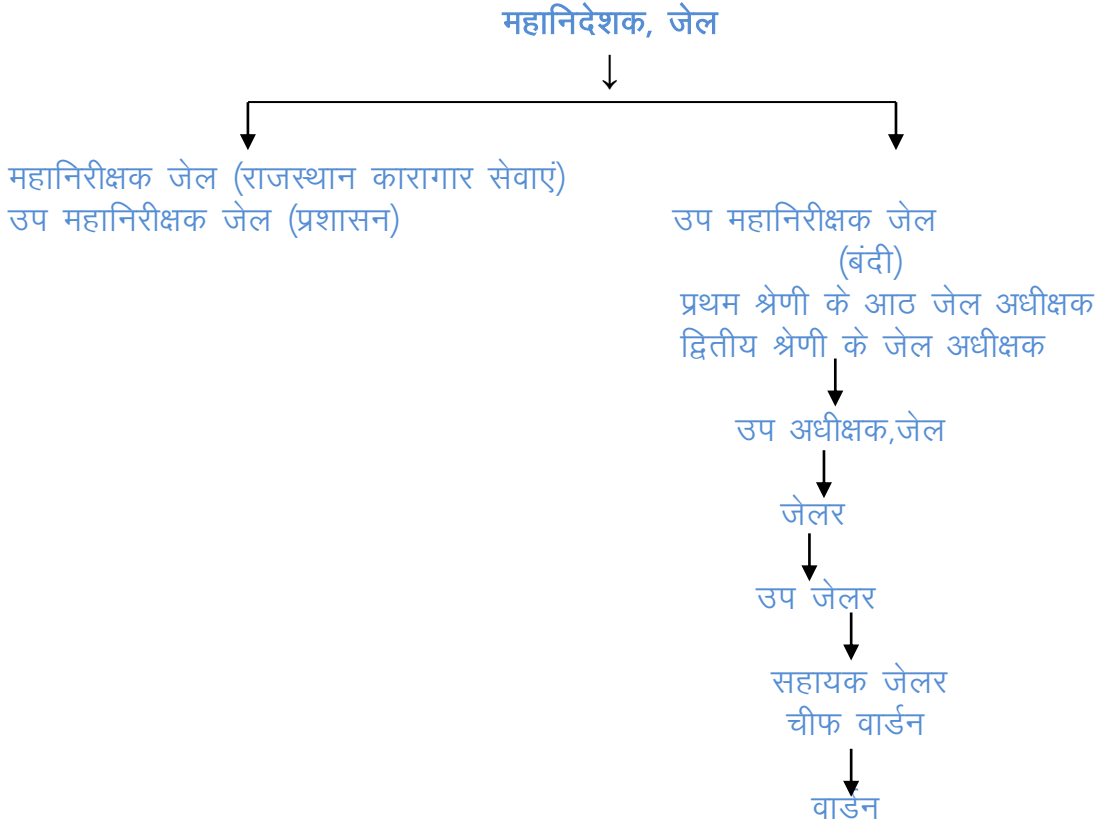 महानिदेशक, जेल
महानिरीक्षक जेल (राजस्थान कारागार सेवाएं)
उप महानिरीक्षक जेल (प्रशासन)
उप महानिरीक्षक जेल
(बंदी)
प्रथम श्रेणी के आठ जेल अधीक्षक
द्वितीय श्रेणी के जेल अधीक्षक
उप अधीक्षक,जेल
जेलर
उप जेलर
सहायक जेलर
चीफ वार्डन
वार्डन